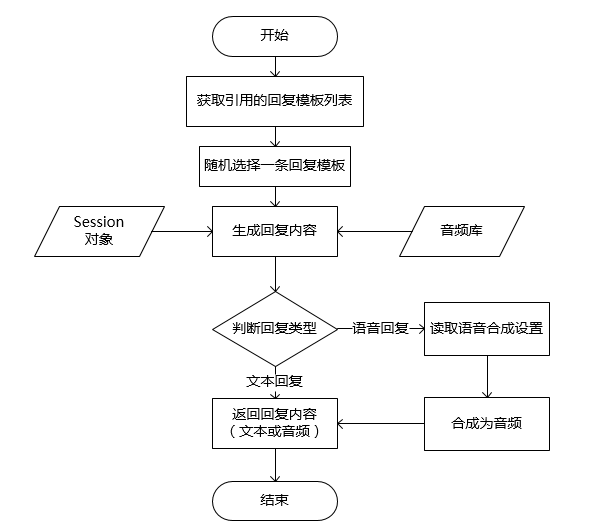 开始
获取引用的回复模板列表
随机选择一条回复模板
Session
对象
生成回复内容
音频库
判断回复类型
语音回复
读取语音合成设置
文本回复
返回回复内容
（文本或音频）
合成为音频
结束